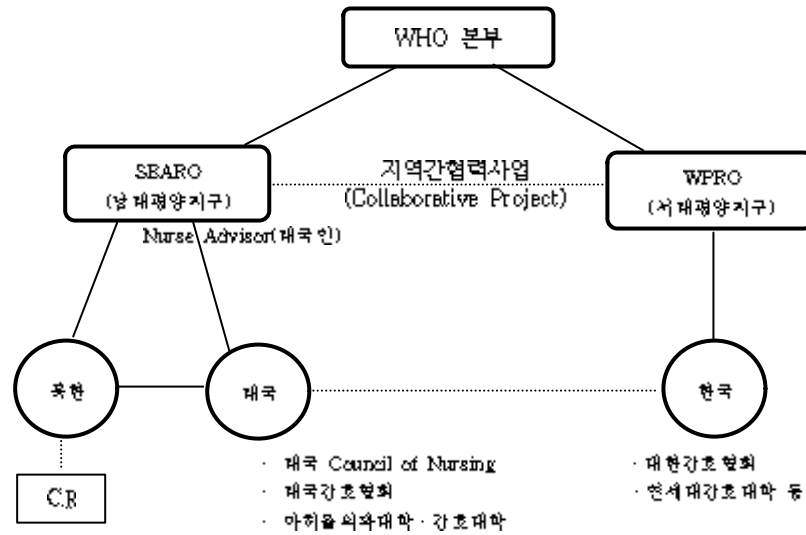 WHO 본부
SEARO
(남태평양지구)
지역간협력사업
(Collaborative Project)
WPRO
(서태평양지구)
Nurse Advisor(태국인)
북한
태국
한국
C.R
· 태국 Council of Nursing
· 태국간호협회
· 마히돌의과대학 · 간호대학
· 대한간호협회
· 연세대간호대학 등